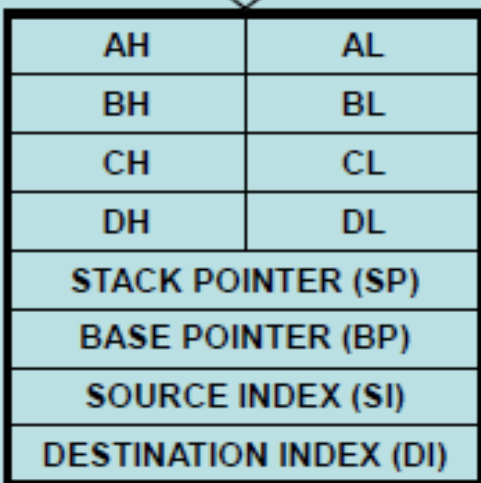 AH AL
BH BL
CH CL
DH DL
STACK POINTER (SP)
BASE POINTER (BP)
SOURCE INDEX (SI)
DESTINATION INDEX (DI)